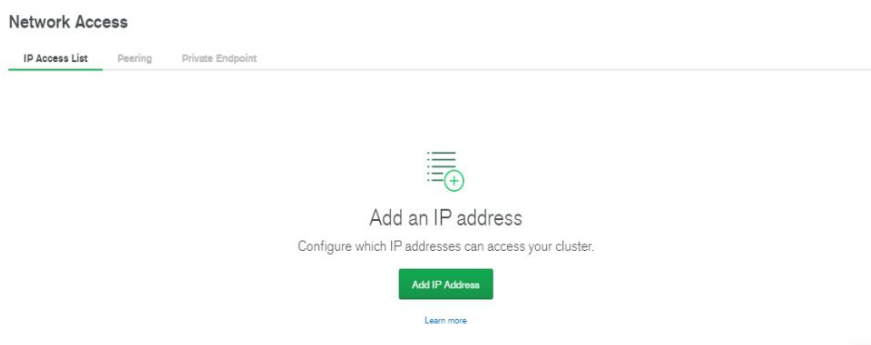 Network Access
IP Access List Peering Private Endpoint
Add an IP address
Configure which IP addresses can access your cluster.
Add IP Address
Learn more